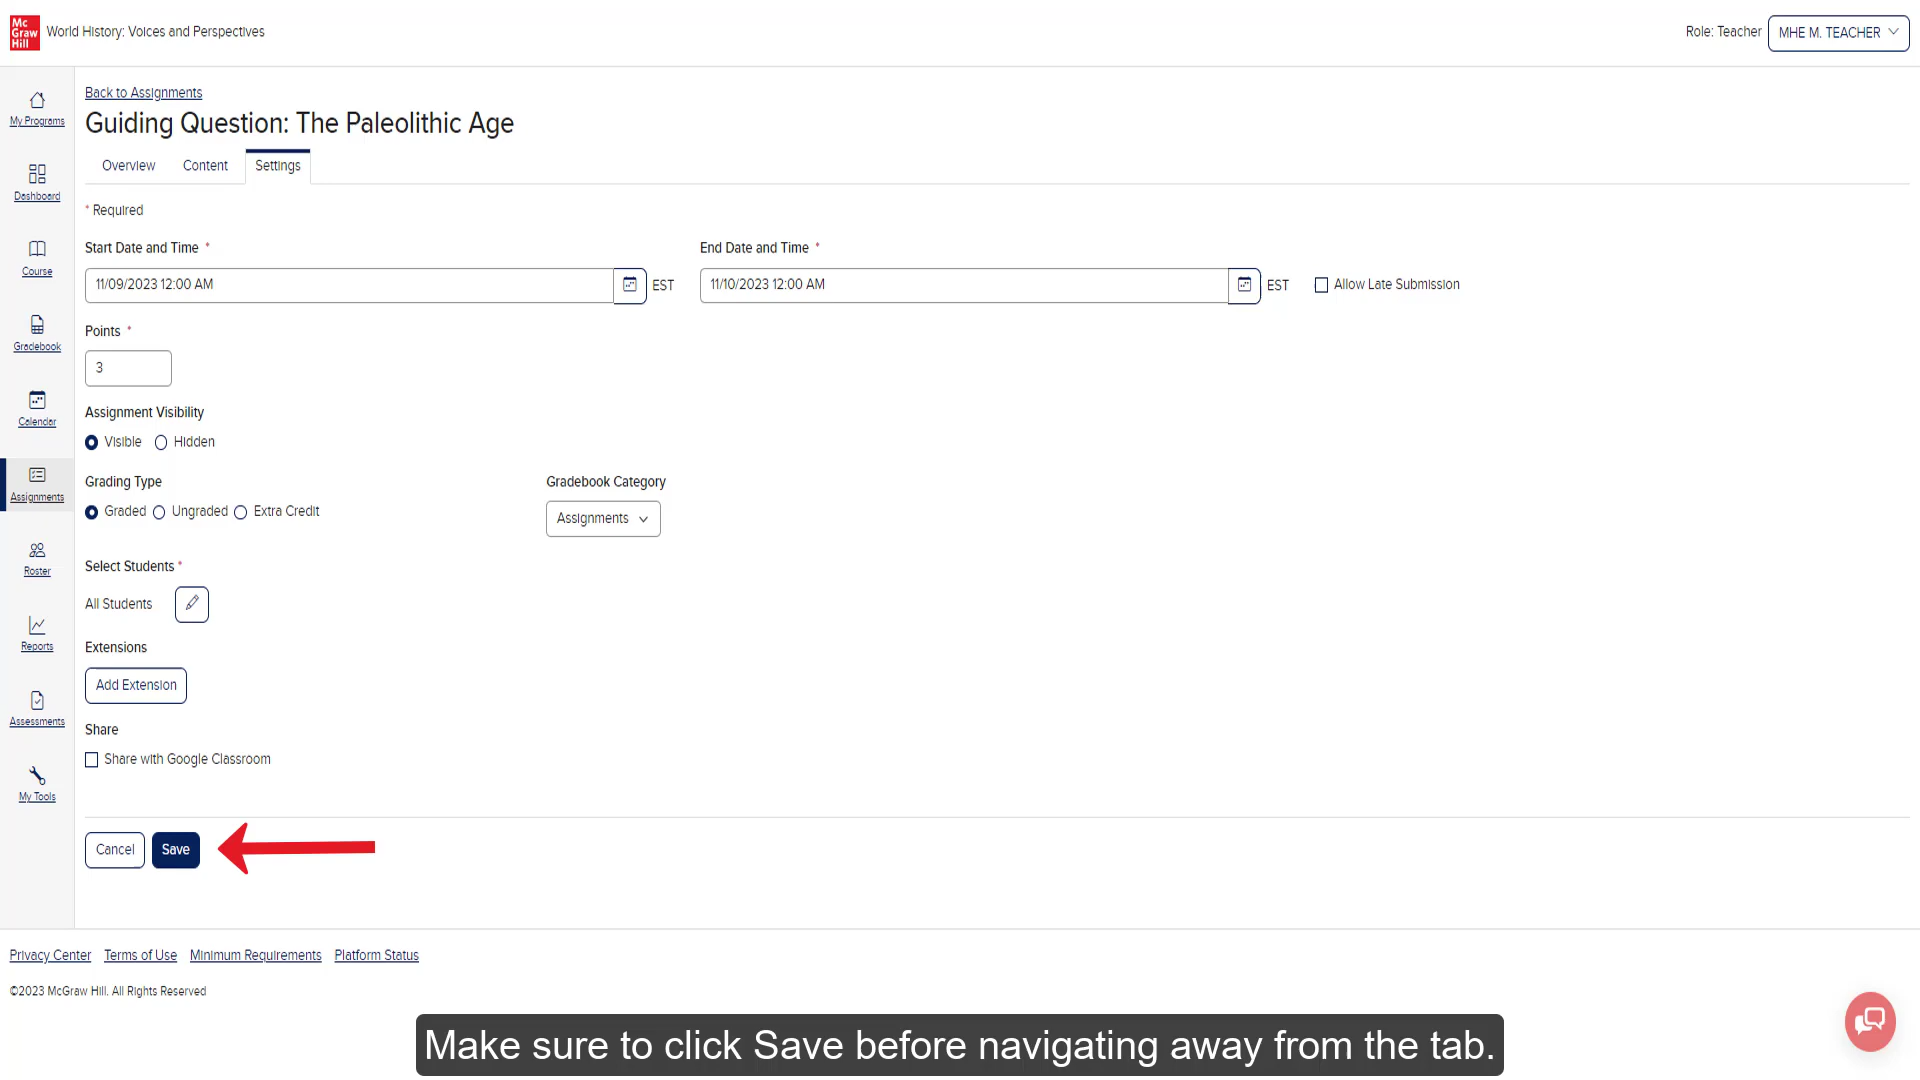 Mc
Graw
Hill
World History: Voices and Perspectives
Role: Teacher
MHE M. TEACHER
My Programs
Dashboard
Course
Gradebook
Calendar
Assignments
Roster
Reports
Assessments
My Tools
Back to Assignments
Guiding Question: The Paleolithic Age
Overview Content Settings
* Required
Start Date and Time *
11/09/2023 12:00 AM
EST
End Date and Time *
11/10/2023 12:00 AM
EST
Allow Late Submission
Points *
3
Assignment Visibility
Visible Hidden
Grading Type
Graded Ungraded Extra Credit
Gradebook Category
Assignments
Select Students *
All Students
Extensions
Add Extension
Share
Share with Google Classroom
Cancel Save
Privacy Center Terms of Use Minimum Requirements Platform Status
©2023 McGraw Hill. All Rights Reserved
Make sure to click Save before navigating away from the tab.